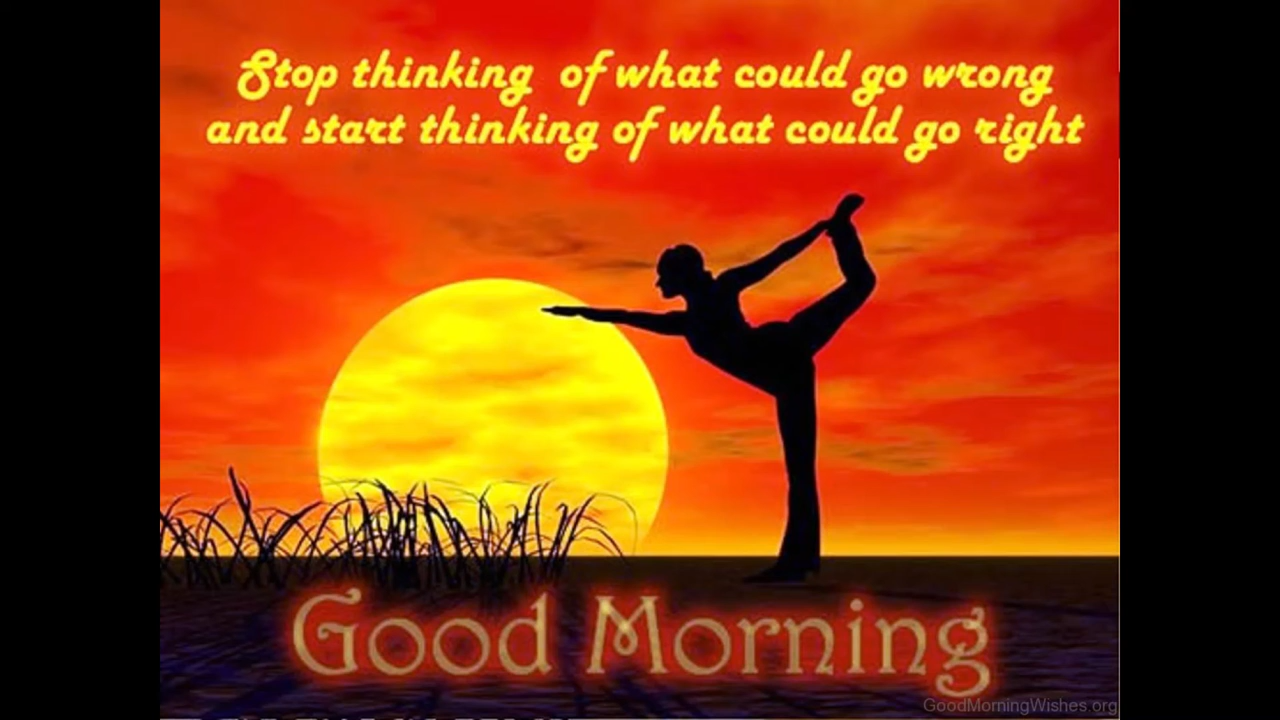 Stop thinking of what could go wrong
and start thinking of what could go right
Good Morning
GoodMorningWishes.org